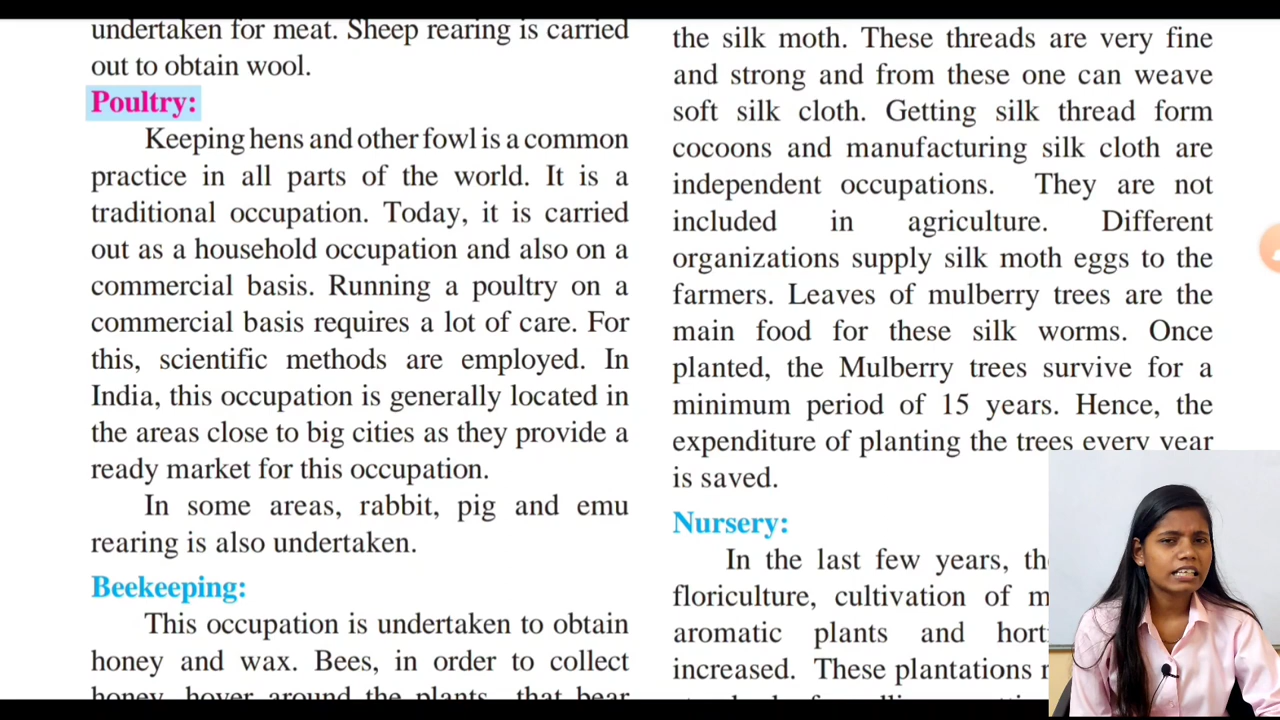 undertaken for meat. Sheep rearing is carried
out to obtain wool.
Poultry:
Keeping hens and other fowl is a common
practice in all parts of the world. It is a
traditional occupation. Today, it is carried
out as a household occupation and also on a
commercial basis. Running a poultry on a
commercial basis requires a lot of care. For
this, scientific methods are employed. In
India, this occupation is generally located in
the areas close to big cities as they provide a
ready market for this occupation.
In some areas, rabbit, pig and emu
rearing is also undertaken.
Beekeeping:
This occupation is undertaken to obtain
honey and wax. Bees, in order to collect
honey, hover around the plants, that bear
the silk moth. These threads are very fine
and strong and from these one can weave
soft silk cloth. Getting silk thread form
cocoons and manufacturing silk cloth are
independent occupations. They are not
included in agriculture. Different
organizations supply silk moth eggs to the
farmers. Leaves of mulberry trees are the
main food for these silk worms. Once
planted, the Mulberry trees survive for a
minimum period of 15 years. Hence, the
expenditure of planting the trees every year
is saved.
Nursery:
In the last few years,
floriculture, cultivation of
aromatic plants and
increased. These plantations